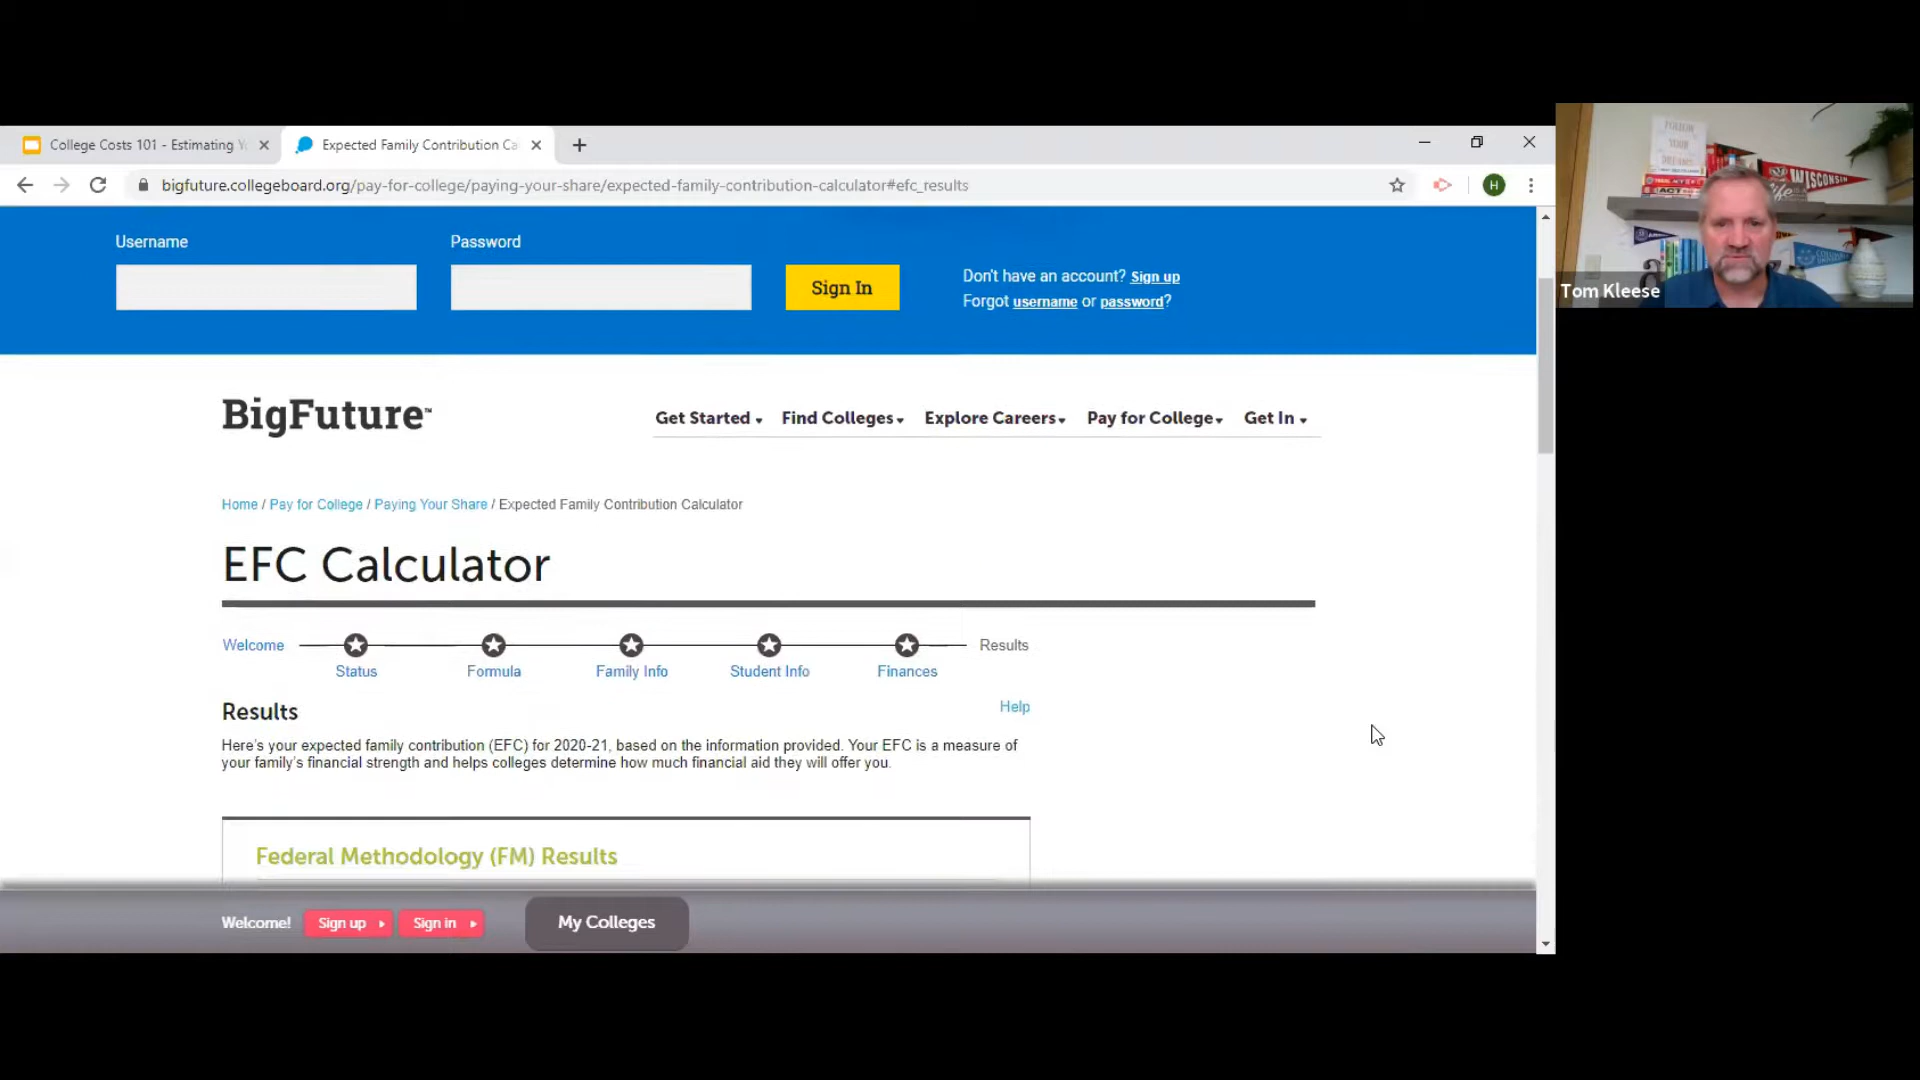 College Costs 101 - Estimating Y
Expected Family Contribution Ca
bigfuture.collegeboard.org/pay-for-college/paying-your-share/expected-family-contribution-calculator#efc_results
H
Username
Password
Sign In
Don't have an account? Sign up
Forgot username or password?
WISCONSIN
ACT
Tom Kleese
BigFuture™
Get Started
Find Colleges
Explore Careers
Pay for College
Get In
Home / Pay for College / Paying Your Share / Expected Family Contribution Calculator
EFC Calculator
Welcome
Status
Formula
Family Info
Student Info
Finances
Results
Results
Help
Here's your expected family contribution (EFC) for 2020-21, based on the information provided. Your EFC is a measure of
your family's financial strength and helps colleges determine how much financial aid they will offer you.
Federal Methodology (FM) Results
Welcome!
Sign up
Sign in
My Colleges